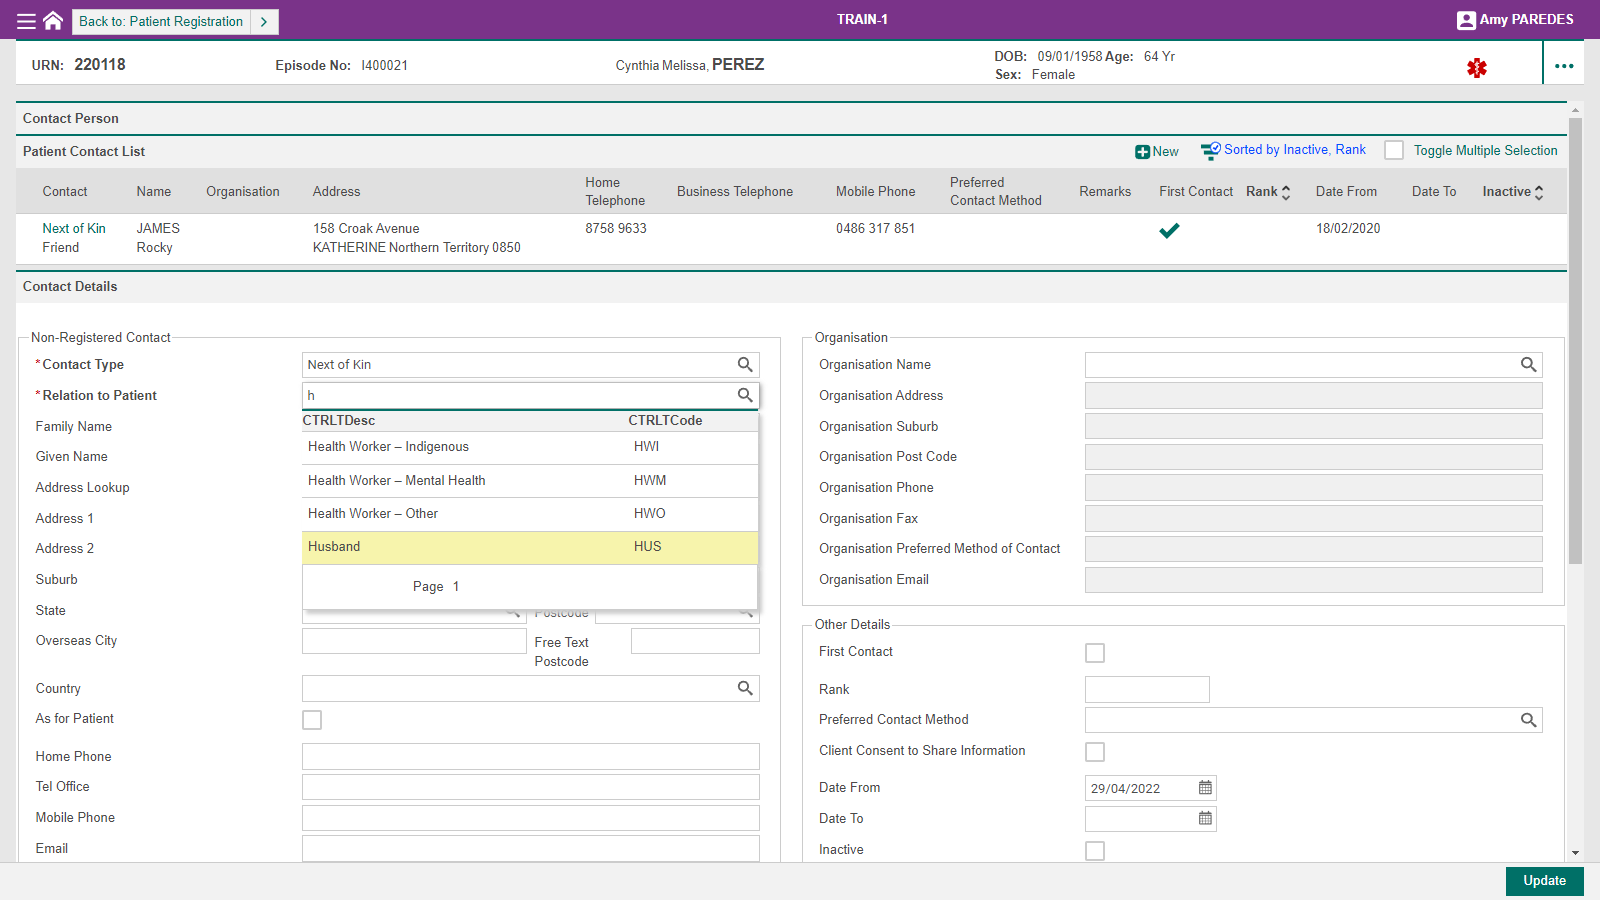 Back to: Patient Registration
TRAIN-1
Amy PAREDES
URN: 220118
Episode No: I400021
Cynthia Melissa, PEREZ
DOB: 09/01/1958 Age: 64 Yr
Sex: Female
Contact Person
Patient Contact List
New
Sorted by Inactive, Rank
Toggle Multiple Selection
Contact Name Organisation Address Home Telephone Business Telephone Mobile Phone Preferred Contact Method Remarks First Contact Rank Date From Date To Inactive
Next of Kin JAMES 158 Croak Avenue 8758 9633 0486 317 851 18/02/2020
Friend Rocky KATHERINE Northern Territory 0850
Contact Details
Non-Registered Contact
*Contact Type Next of Kin
*Relation to Patient h
CTRLTDesc CTRLTCode
Health Worker – Indigenous HWI
Health Worker – Mental Health HWM
Health Worker – Other HWO
Husband HUS
Page 1
Family Name
Given Name
Address Lookup
Address 1
Address 2
Suburb
State Postcode
Overseas City Free Text Postcode
Country
As for Patient
Home Phone
Tel Office
Mobile Phone
Email
Organisation
Organisation Name
Organisation Address
Organisation Suburb
Organisation Post Code
Organisation Phone
Organisation Fax
Organisation Preferred Method of Contact
Organisation Email
Other Details
First Contact
Rank
Preferred Contact Method
Client Consent to Share Information
Date From 29/04/2022
Date To
Inactive
Update